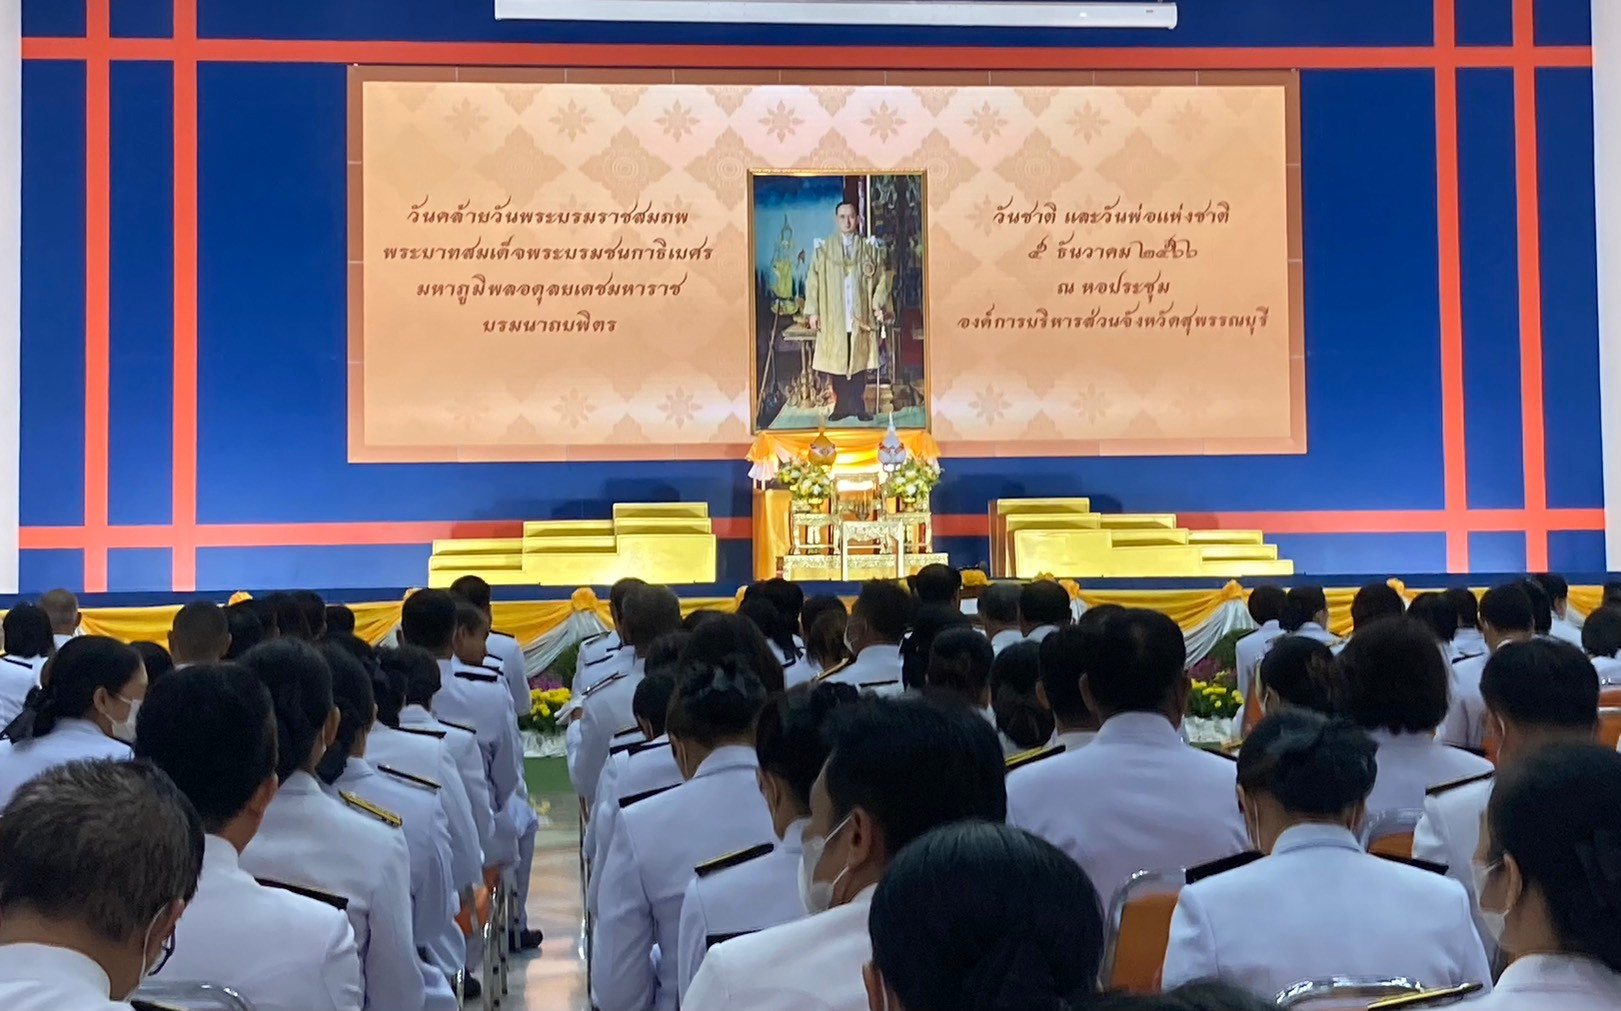 วันคล้ายวันพระบรมราชสมภพ
พระบาทสมเด็จพระบรมชนกาธิเบศร
มหาภูมิพลอดุลยเดชมหาราช
บรมนาถบพิตร
วันชาติ และวันพ่อแห่งชาติ
๕ ธันวาคม ๒๕๖๖
ณ หอประชุม
องค์การบริหารส่วนจังหวัดสุพรรณบุรี